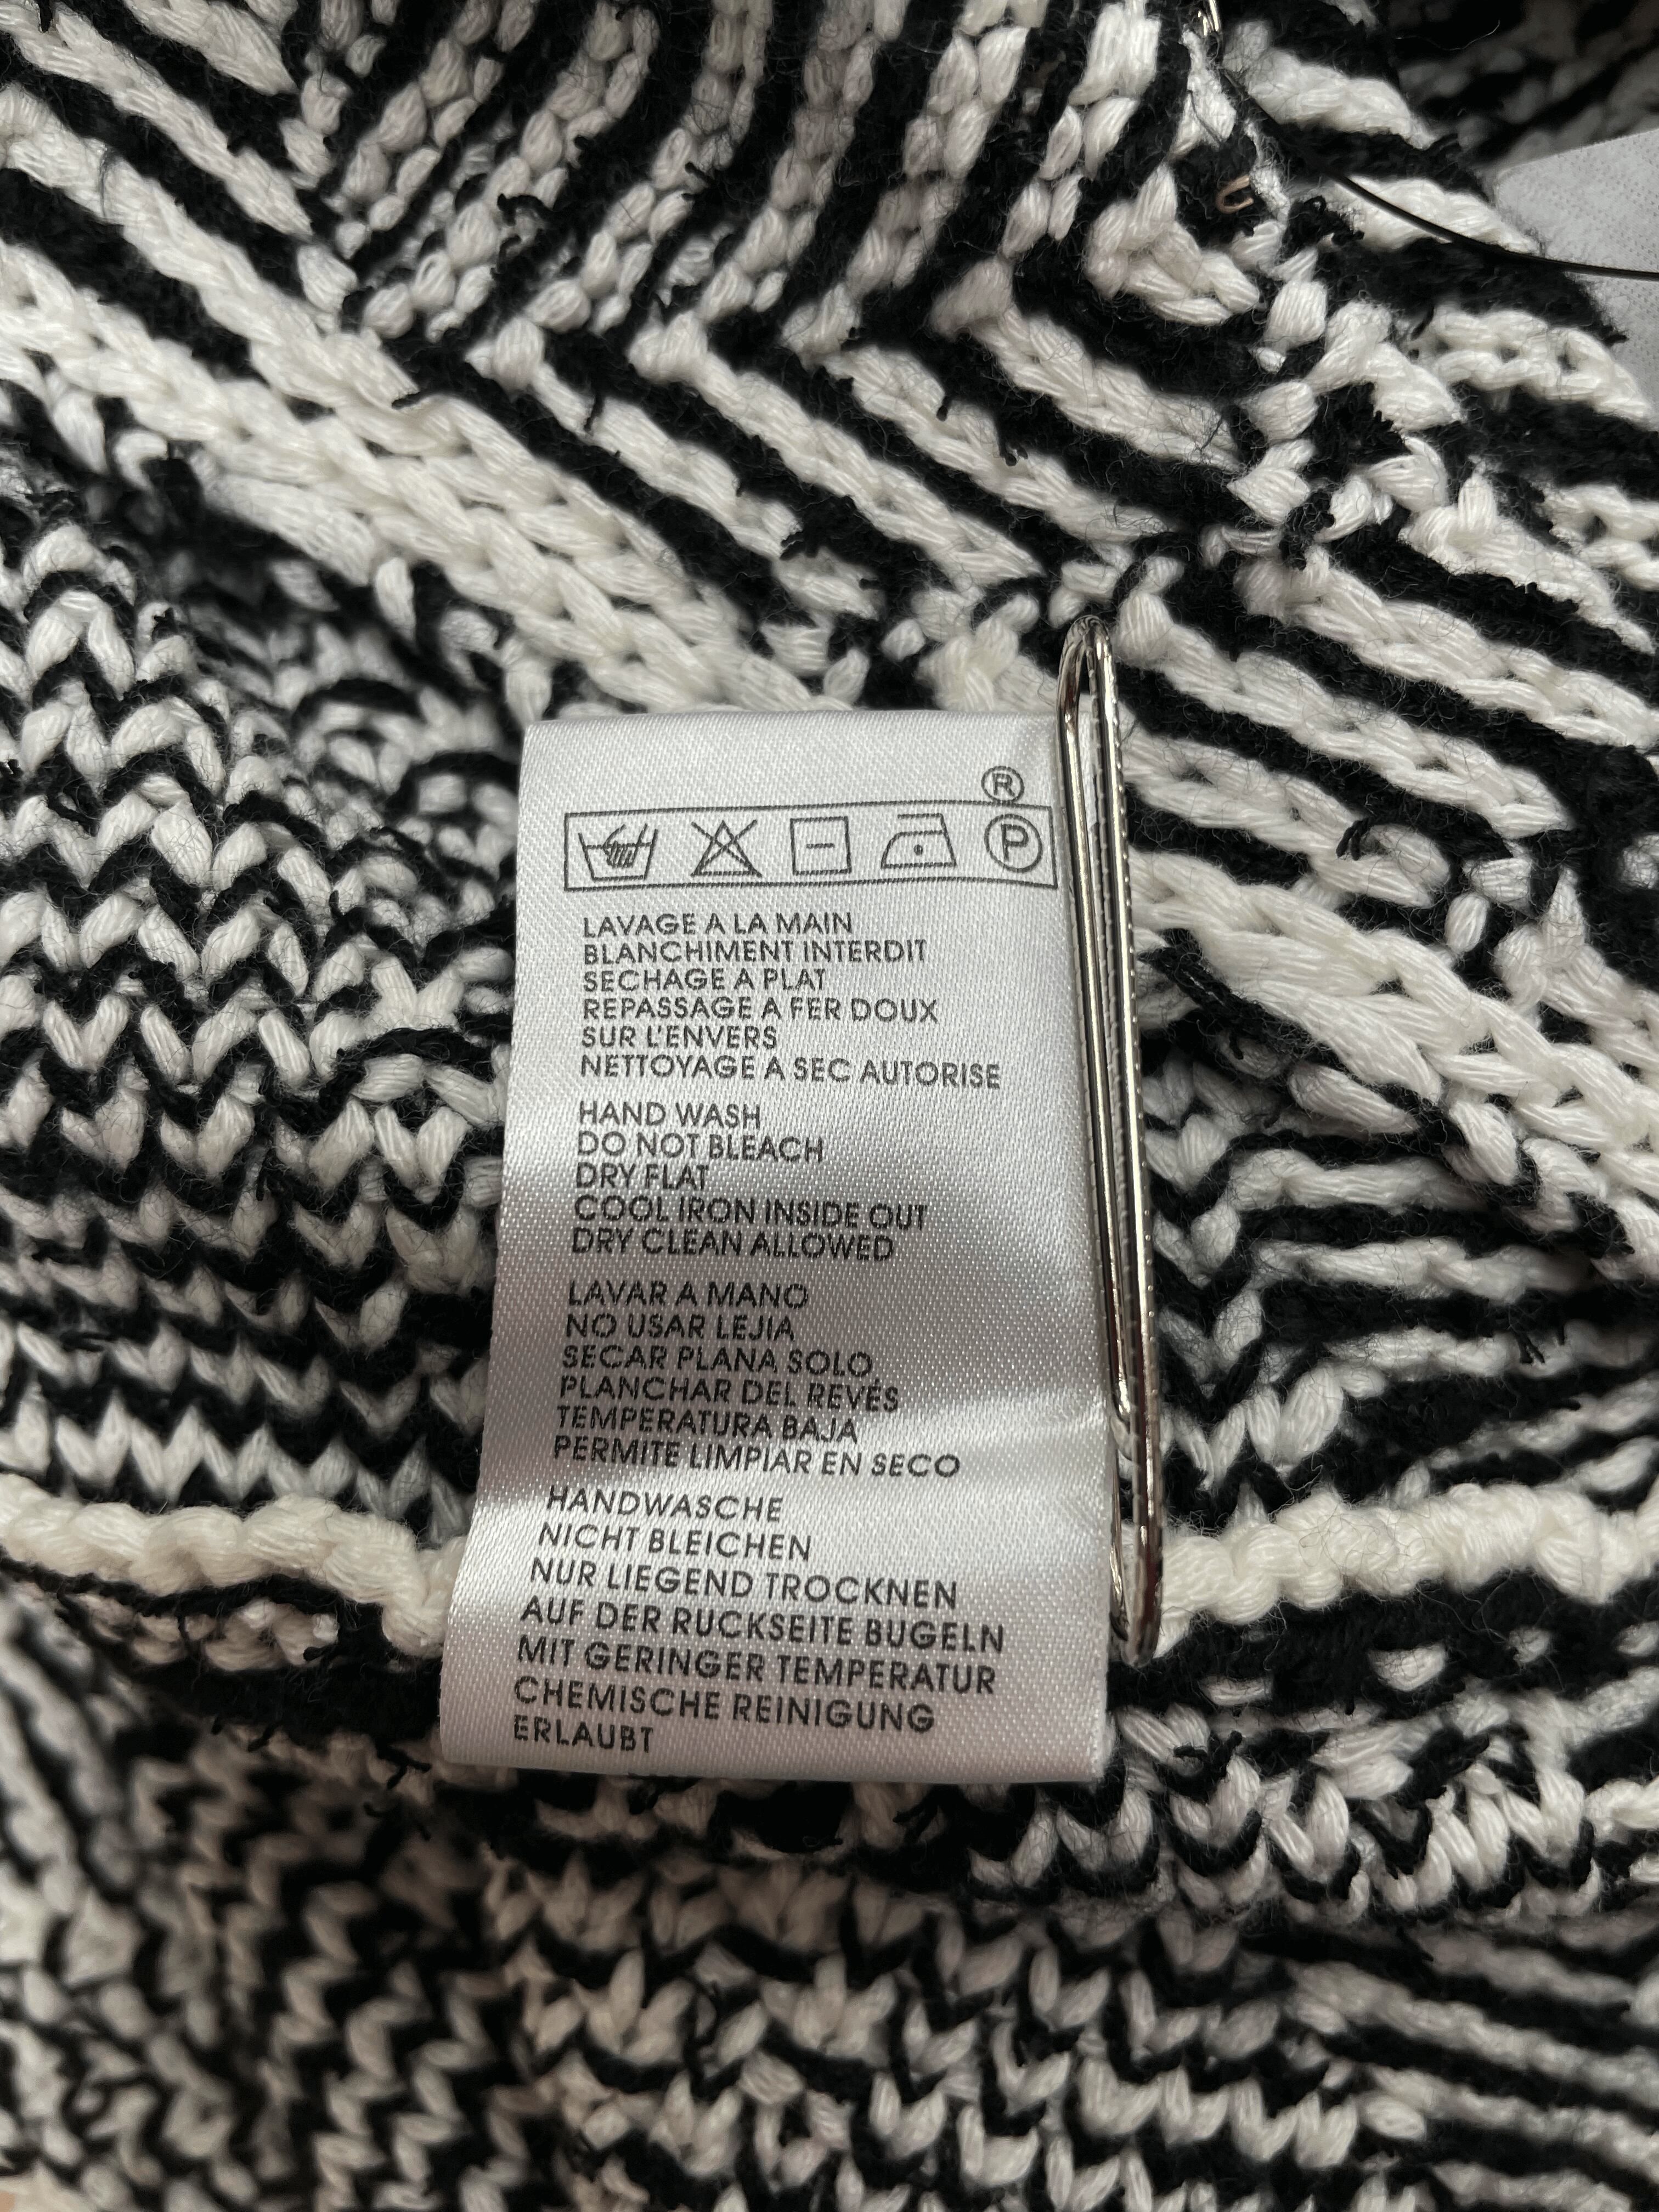 ®
P
LAVAGE A LA MAIN
BLANCHIMENT INTERDIT
SECHAGE A PLAT
REPASSAGE A FER DOUX
SUR L'ENVERS
NETTOYAGE A SEC AUTORISE
HAND WASH
DO NOT BLEACH
DRY FLAT
COOL IRON INSIDE OUT
DRY CLEAN ALLOWED
LAVAR A MANO
NO USAR LEJIA
SECAR PLANA SOLO
PLANCHAR DEL REVÉS
TEMPERATURA BAJA
PERMITE LIMPIAR EN SECO
HANDWASCHE
NICHT BLEICHEN
NUR LIEGEND TROCKNEN
AUF DER RUCKSEITE BUGELN
MIT GERINGER TEMPERATUR
CHEMISCHE REINIGUNG
ERLAUBT